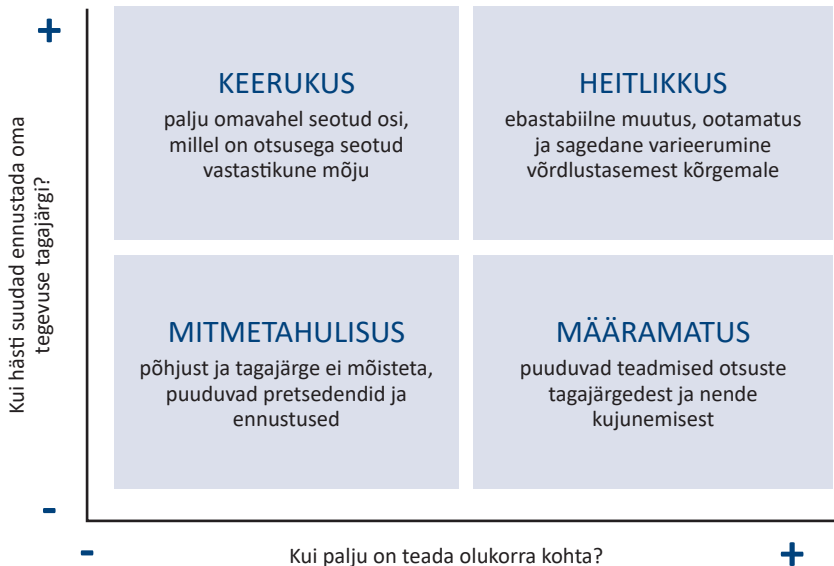 +
Kui hästi suudad ennustada oma
tegevuse tagajärgi?
-
KEERUKUS
palju omavahel seotud osi,
millel on otsusega seotud
vastastikune mõju
HEITLIKKUS
ebastabiilne muutus, ootamatus
ja sagedane varieerumine
võrdlustasemest kõrgemale
MITMETAHULISUS
põhjust ja tagajärge ei mõisteta,
puuduvad pretsedendid ja
ennustused
MÄÄRAMATUS
puuduvad teadmised otsuste
tagajärgedest ja nende
kujunemisest
-
Kui palju on teada olukorra kohta?
+